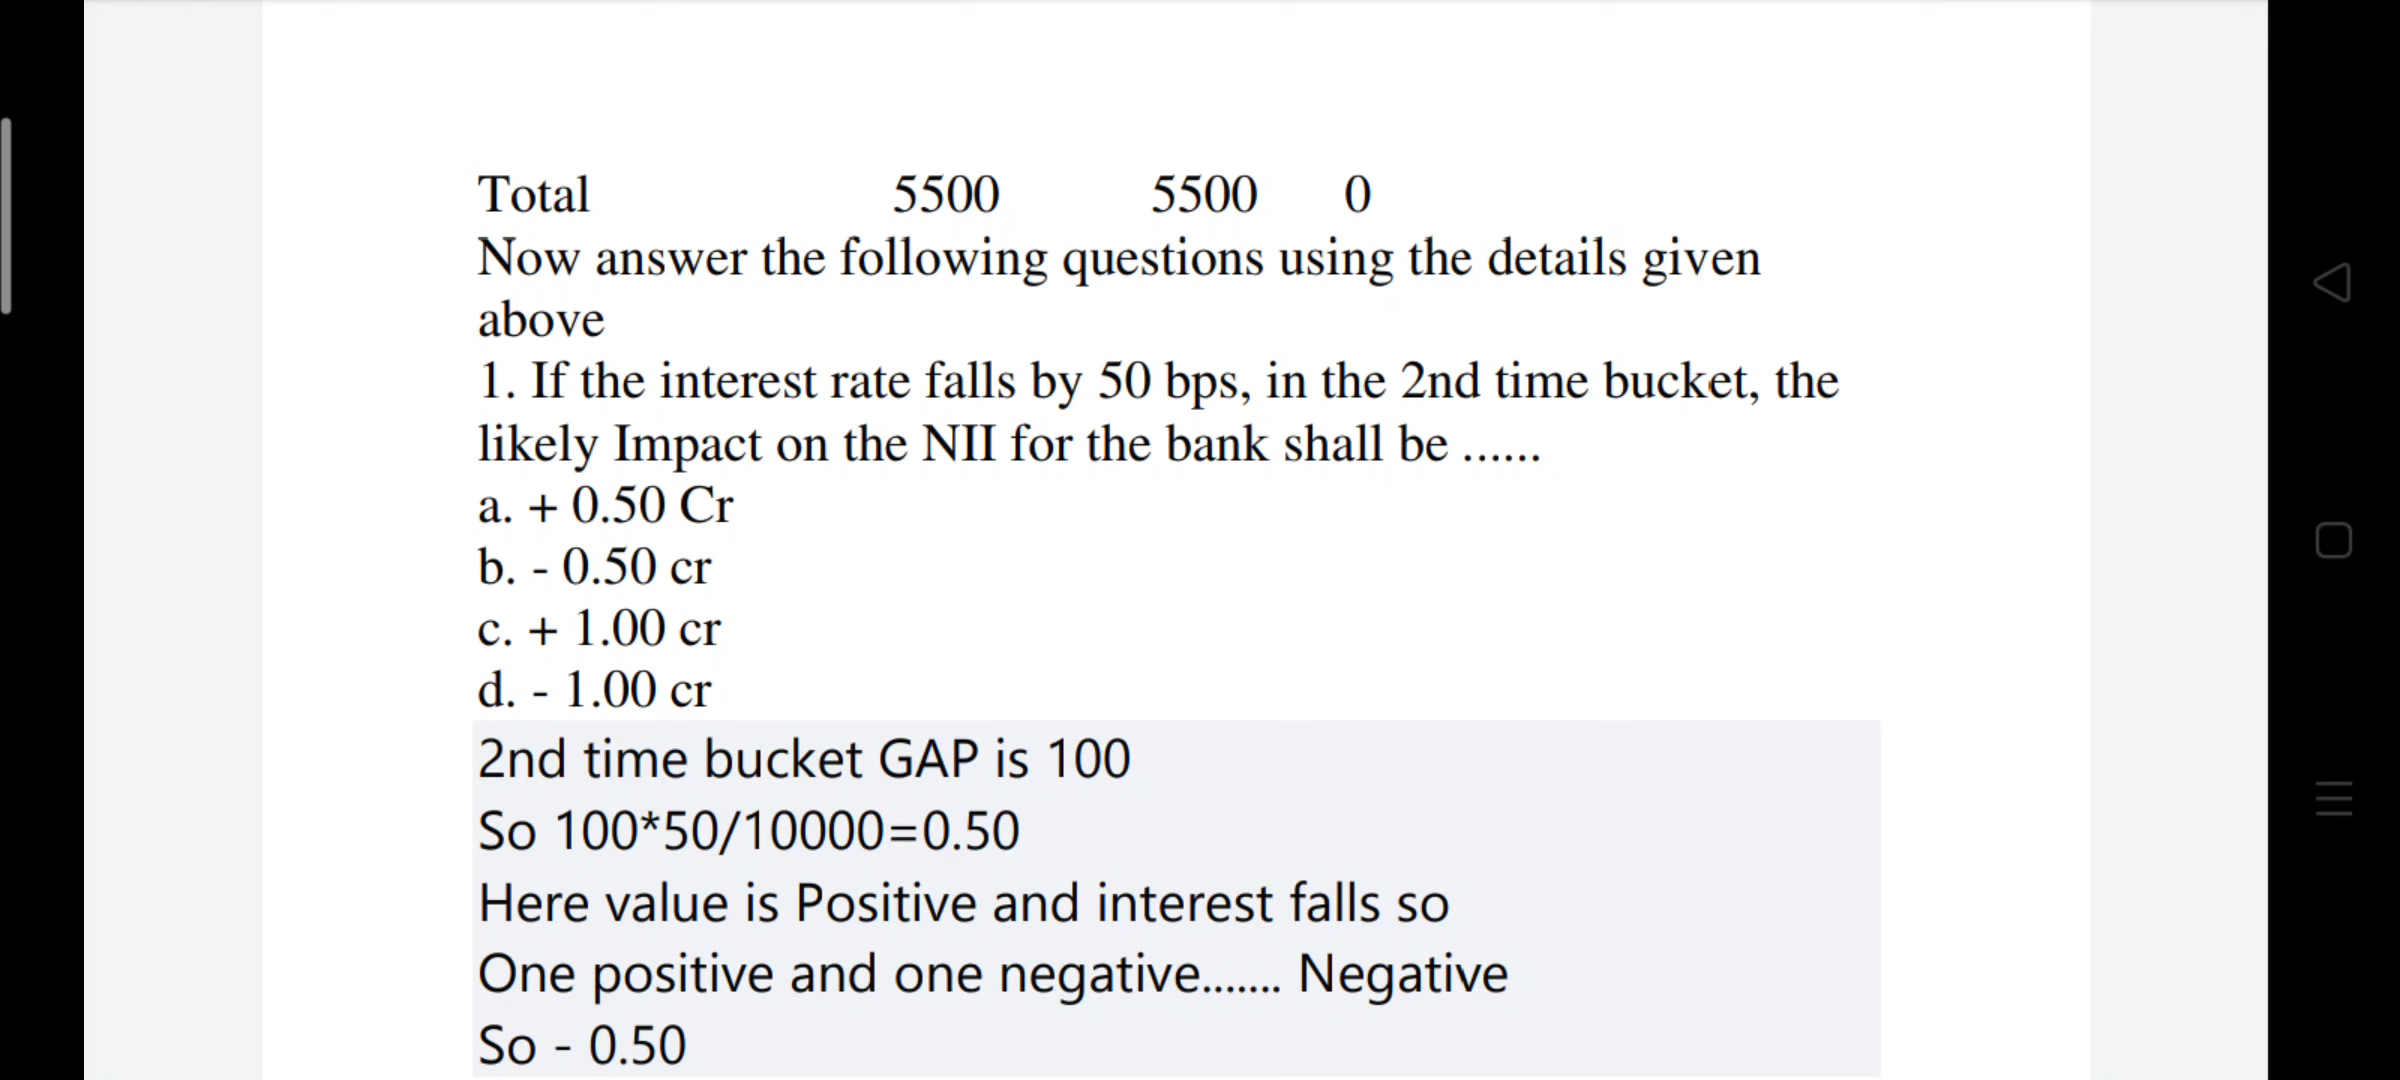 Total 5500 5500 0
Now answer the following questions using the details given
above
1. If the interest rate falls by 50 bps, in the 2nd time bucket, the
likely Impact on the NII for the bank shall be ......
a. + 0.50 Cr
b. - 0.50 cr
c. + 1.00 cr
d. - 1.00 cr
2nd time bucket GAP is 100
So 100*50/10000=0.50
Here value is Positive and interest falls so
One positive and one negative....... Negative
So - 0.50